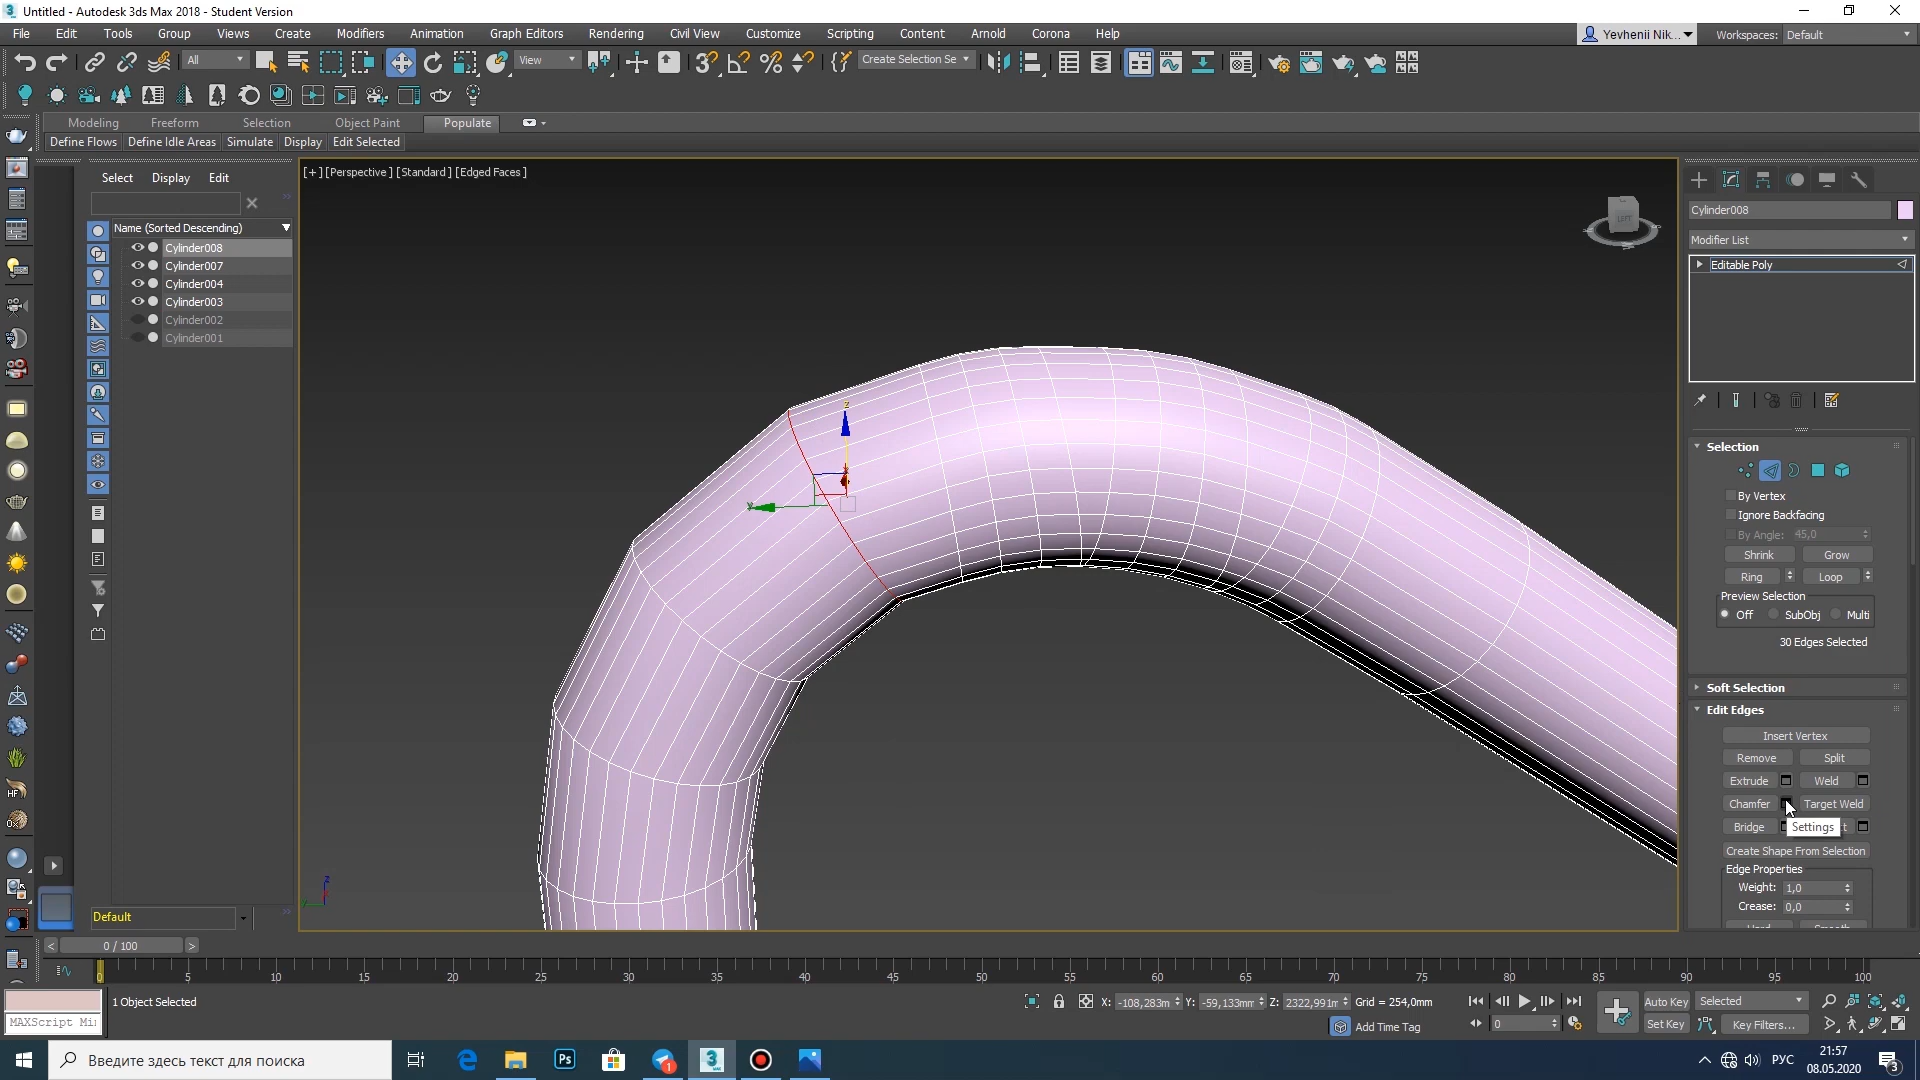 Untitled - Autodesk 3ds Max 2018 - Student Version
File Edit Tools Group Views Create Modifiers Animation Graph Editors Rendering Civil View Customize Scripting Content Arnold Corona Help Yevhenii Nik... Workspaces: Default
All View Create Selection Se
Modeling Freeform Selection Object Paint Populate
Define Flows Define Idle Areas Simulate Display Edit Selected
Select Display Edit
Name (Sorted Descending)
Cylinder008
Cylinder007
Cylinder004
Cylinder003
Cylinder002
Cylinder001
Default
[+] [Perspective] [Standard] [Edged Faces]
LEFT
z
y
z
Cylinder008
Modifier List
Editable Poly
Selection
By Vertex
Ignore Backfacing
By Angle: 45,0
Shrink Grow
Ring Loop
Preview Selection
Off SubObj Multi
30 Edges Selected
Soft Selection
Edit Edges
Insert Vertex
Remove Split
Extrude Weld
Chamfer Target Weld
Bridge Settings
Create Shape From Selection
Edge Properties
Weight: 1,0
Crease: 0,0
Hard Smooth
< 0 / 100 >
0 5 10 15 20 25 30 35 40 45 50 55 60 65 70 75 80 85 90 95 100
1 Object Selected
X: -108,283m Y: -59,133mm Z: 2322,991m Grid = 254,0mm
Auto Key Selected
MAXScript Mi
Add Time Tag
0
Set Key Key Filters...
Введите здесь текст для поиска
Ps
1
3
РУС
21:57
08.05.2020
3